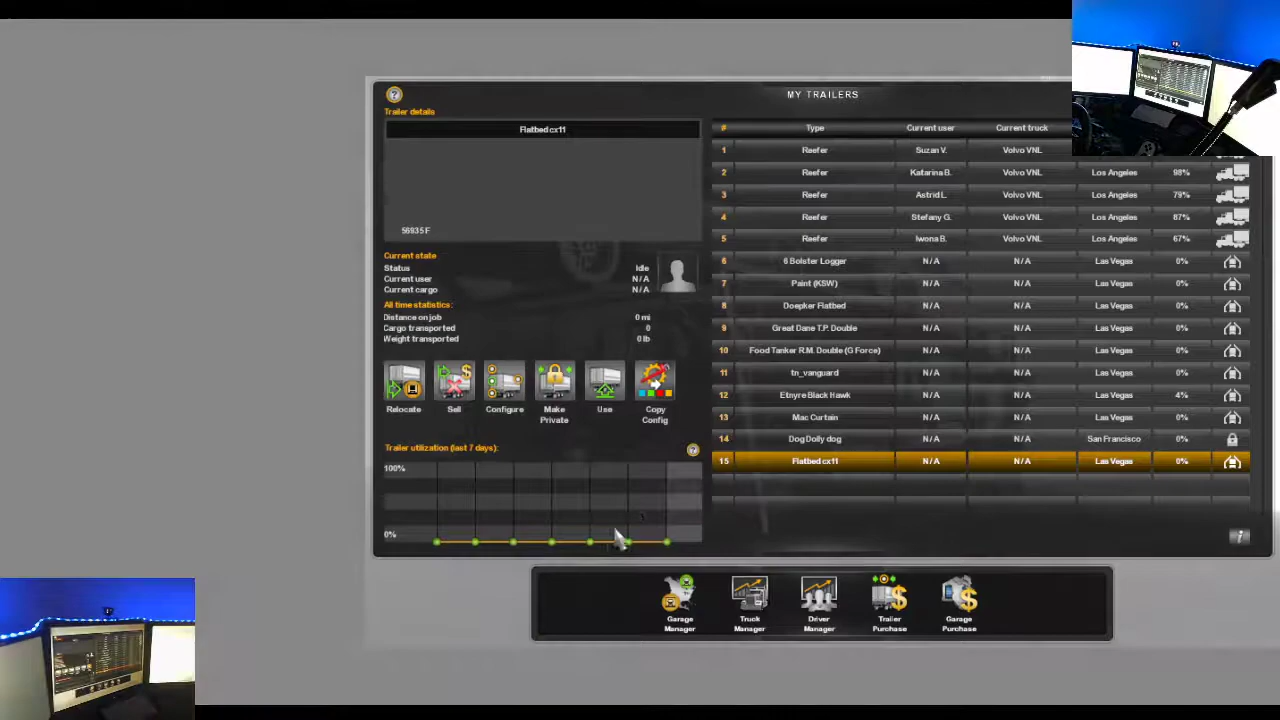 MY TRAILERS
Trailer details
Flatbed cx11
56935 F
Current state
Status Idle
Current user N/A
Current cargo N/A
All time statistics:
Distance on job 0 mi
Cargo transported 0
Weight transported 0 lb
Relocate
Sell
Configure
Make
Private
Use
Copy
Config
Trailer utilization (last 7 days):
100%
0%
# Type Current user Current truck
1 Reefer Suzan V. Volvo VNL
2 Reefer Katarina B. Volvo VNL Los Angeles 98%
3 Reefer Astrid L. Volvo VNL Los Angeles 79%
4 Reefer Stefany G. Volvo VNL Los Angeles 87%
5 Reefer Iwona B. Volvo VNL Los Angeles 67%
6 6 Bolster Logger N/A N/A Las Vegas 0%
7 Paint (KSW) N/A N/A Las Vegas 0%
8 Doepker Flatbed N/A N/A Las Vegas 0%
9 Great Dane T.P. Double N/A N/A Las Vegas 0%
10 Food Tanker R.M. Double (G Force) N/A N/A Las Vegas 0%
11 tn_vanguard N/A N/A Las Vegas 0%
12 Etnyre Black Hawk N/A N/A Las Vegas 4%
13 Mac Curtain N/A N/A Las Vegas 0%
14 Dog Dolly dog N/A N/A San Francisco 0%
15 Flatbed cx11 N/A N/A Las Vegas 0%
Garage
Manager
Truck
Manager
Driver
Manager
Trailer
Purchase
Garage
Purchase